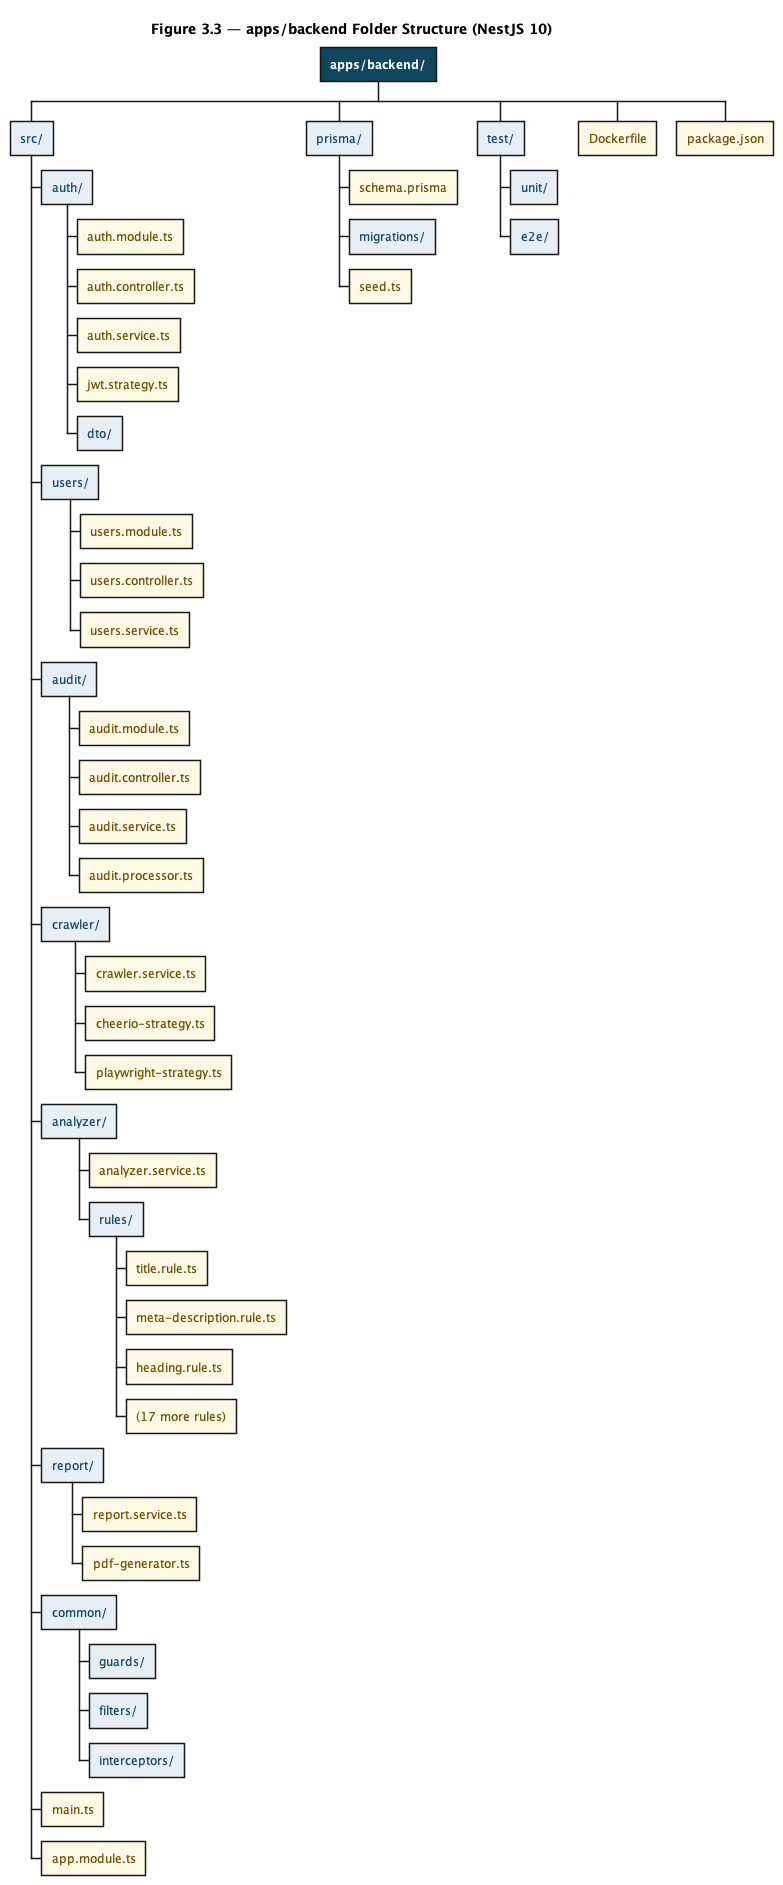 Figure 3.3 — apps/backend Folder Structure (NestJS 10)
apps/backend/
src/
auth/
auth.module.ts
auth.controller.ts
auth.service.ts
jwt.strategy.ts
dto/
users/
users.module.ts
users.controller.ts
users.service.ts
audit/
audit.module.ts
audit.controller.ts
audit.service.ts
audit.processor.ts
crawler/
crawler.service.ts
cheerio-strategy.ts
playwright-strategy.ts
analyzer/
analyzer.service.ts
rules/
title.rule.ts
meta-description.rule.ts
heading.rule.ts
(17 more rules)
report/
report.service.ts
pdf-generator.ts
common/
guards/
filters/
interceptors/
main.ts
app.module.ts
prisma/
schema.prisma
migrations/
seed.ts
test/
unit/
e2e/
Dockerfile
package.json